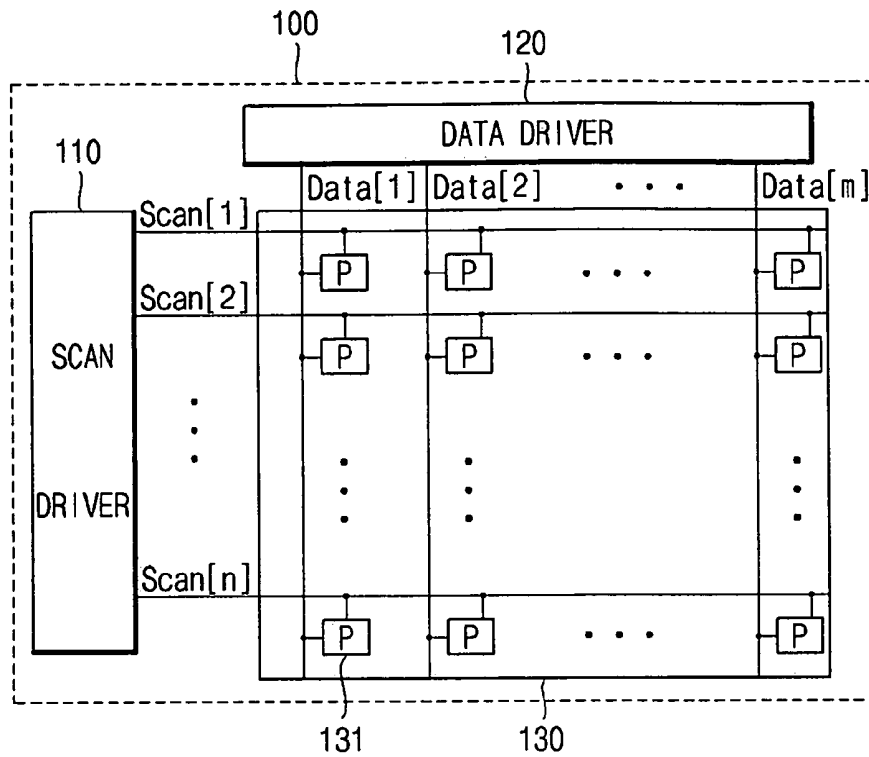 100
120
DATA DRIVER
110
Data[1] Data[2] Data[m]
Scan[1]
P P P
Scan[2]
P P P
SCAN
DRIVER
Scan[n]
P P P
131 130